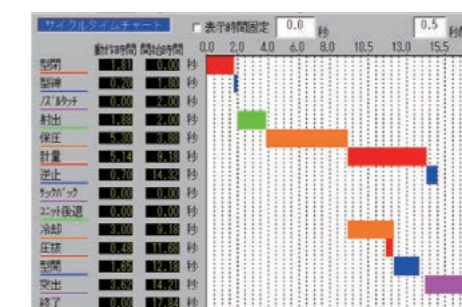 サイクルタイムチャート 表示時間固定 0.0 秒 0.5 秒
動作時間 開始時間 0.0 2.0 4.0 6.0 8.0 10.5 13.0 15.5
型閉 1.81 0.00 秒
型締 0.20 1.80 秒
ノズルタッチ 0.00 2.00 秒
射出 1.88 2.00 秒
保圧 5.30 3.88 秒
計量 5.14 9.18 秒
逆止 0.70 14.32 秒
サックバック 0.00 0.00 秒
ユニット後退 0.00 0.00 秒
冷却 3.00 9.18 秒
圧抜 0.48 11.68 秒
型開 1.65 12.18 秒
突出 3.62 14.21 秒
終了 0.00 17.84 秒